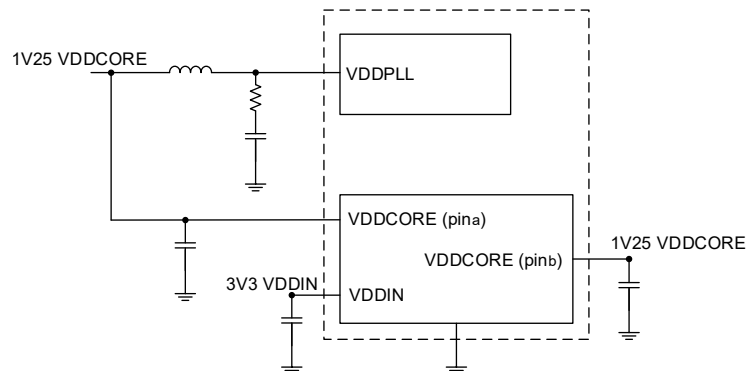 1V25 VDDCORE
VDDPLL
VDDCORE (pina)
1V25 VDDCORE
VDDCORE (pinb)
3V3 VDDIN
VDDIN